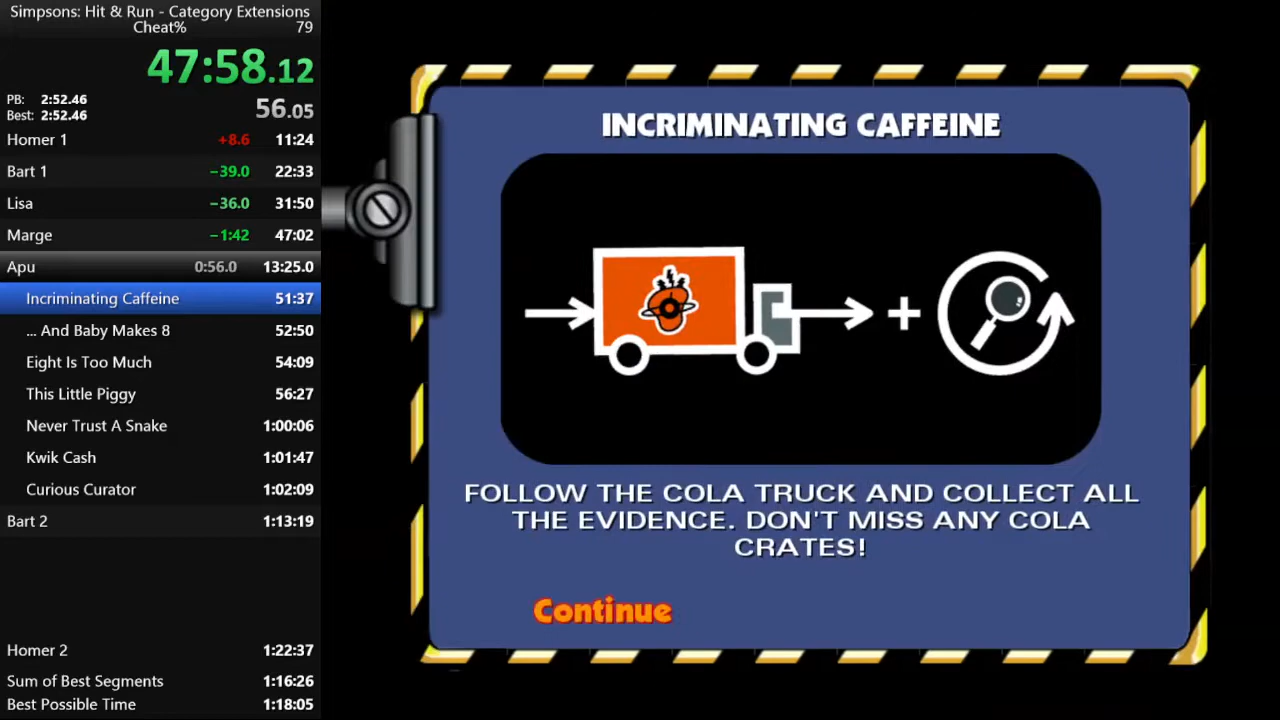 Simpsons: Hit & Run - Category Extensions
Cheat% 79
47:58.12
PB: 2:52.46
Best: 2:52.46
56.05
Homer 1 +8.6 11:24
Bart 1 −39.0 22:33
Lisa −36.0 31:50
Marge −1:42 47:02
Apu 0:56.0 13:25.0
Incriminating Caffeine 51:37
... And Baby Makes 8 52:50
Eight Is Too Much 54:09
This Little Piggy 56:27
Never Trust A Snake 1:00:06
Kwik Cash 1:01:47
Curious Curator 1:02:09
Bart 2 1:13:19
Homer 2 1:22:37
Sum of Best Segments 1:16:26
Best Possible Time 1:18:05
INCRIMINATING CAFFEINE
FOLLOW THE COLA TRUCK AND COLLECT ALL
THE EVIDENCE. DON'T MISS ANY COLA
CRATES!
Continue